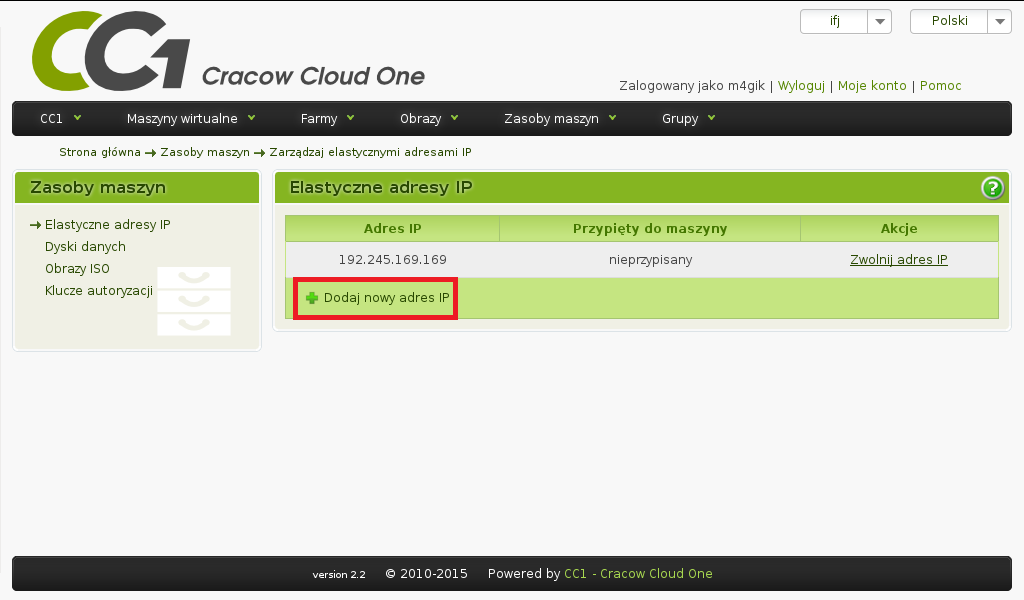 ifj Polski
CC1 Cracow Cloud One
Zalogowany jako m4gik | Wyloguj | Moje konto | Pomoc
CC1 Maszyny wirtualne Farmy Obrazy Zasoby maszyn Grupy
Strona główna → Zasoby maszyn → Zarządzaj elastycznymi adresami IP
Zasoby maszyn
→ Elastyczne adresy IP
Dyski danych
Obrazy ISO
Klucze autoryzacji
Elastyczne adresy IP ?
Adres IP Przypięty do maszyny Akcje
192.245.169.169 nieprzypisany Zwolnij adres IP
Dodaj nowy adres IP
version 2.2 © 2010-2015 Powered by CC1 - Cracow Cloud One